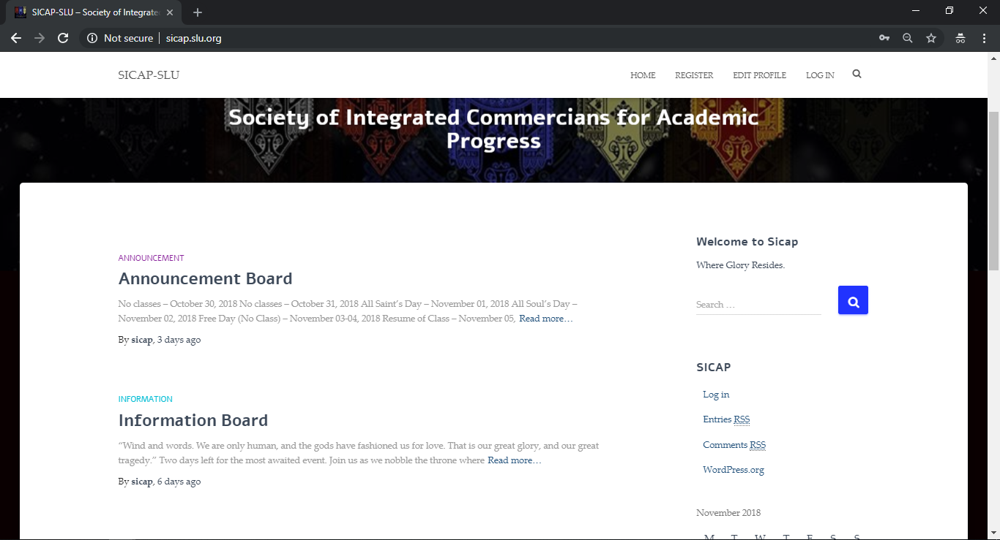 SICAP-SLU – Society of Integrate
Not secure | sicap.slu.org
SICAP-SLU
HOME REGISTER EDIT PROFILE LOG IN
Society of Integrated Commercians for Academic
Progress
ANNOUNCEMENT
Announcement Board
No classes – October 30, 2018 No classes – October 31, 2018 All Saint’s Day – November 01, 2018 All Soul’s Day –
November 02, 2018 Free Day (No Class) – November 03-04, 2018 Resume of Class – November 05, Read more…
By sicap, 3 days ago
INFORMATION
Information Board
“Wind and words. We are only human, and the gods have fashioned us for love. That is our great glory, and our great
tragedy.” Two days left for the most awaited event. Join us as we nobble the throne where Read more…
By sicap, 6 days ago
Welcome to Sicap
Where Glory Resides.
Search …
SICAP
Log in
Entries RSS
Comments RSS
WordPress.org
November 2018
M T W T F S S